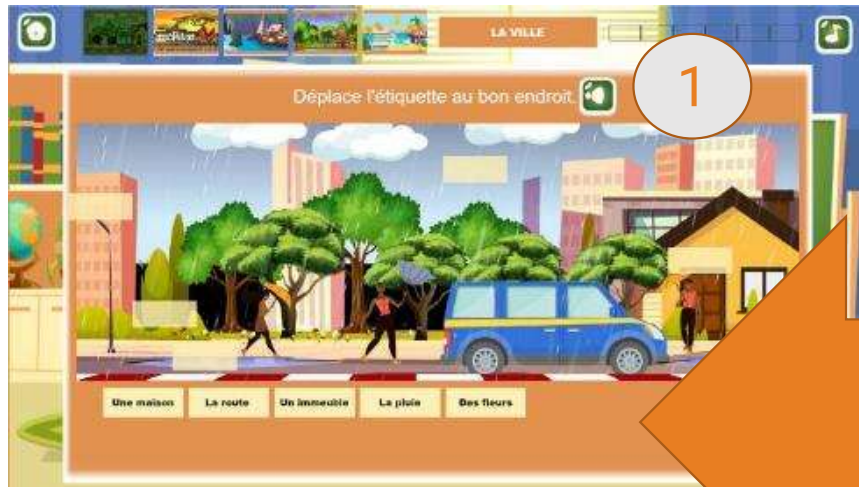 LA VILLE
Déplace l'étiquette au bon endroit.
1
Une maison La route Un immeuble La pluie Des fleurs